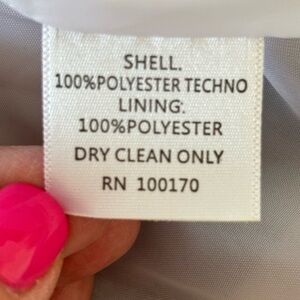 SHELL.
100%POLYESTER TECHNO
LINING:
100%POLYESTER
DRY CLEAN ONLY
RN 100170